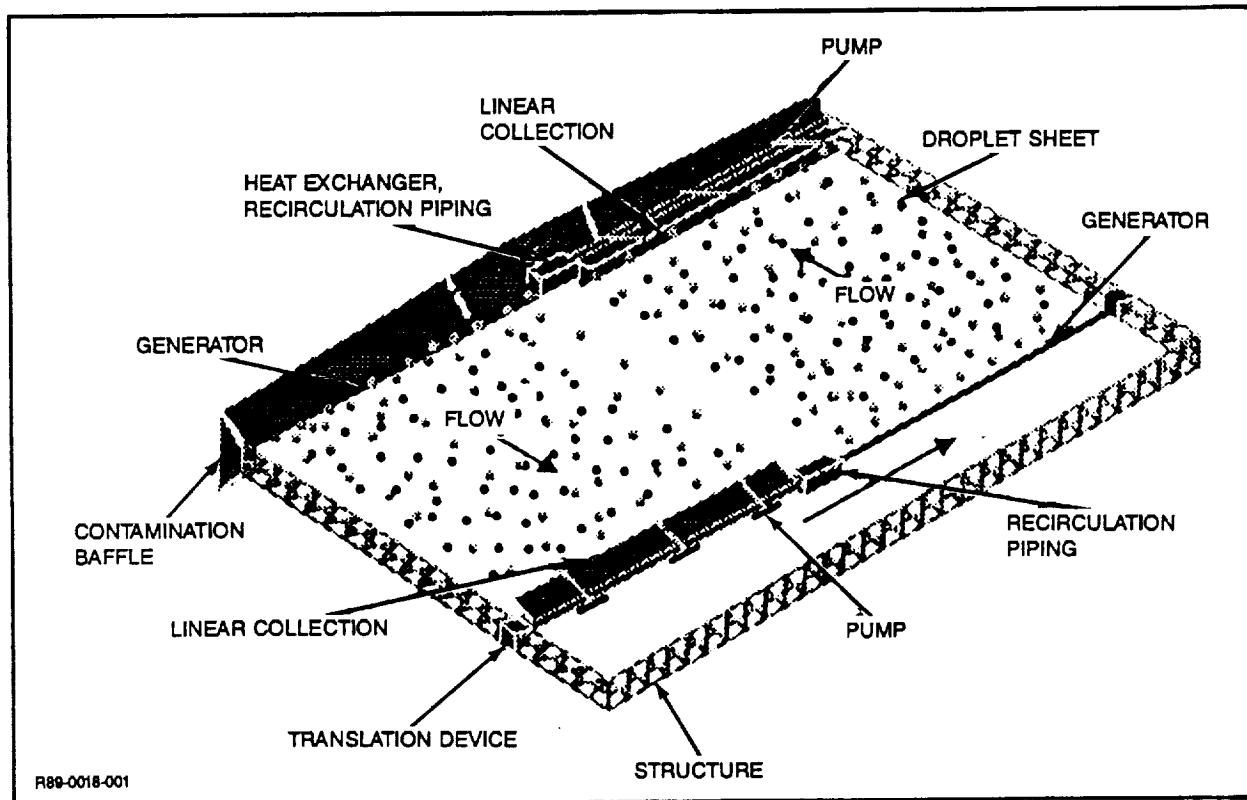 PUMP
LINEAR
COLLECTION
DROPLET SHEET
HEAT EXCHANGER,
RECIRCULATION PIPING
GENERATOR
FLOW
GENERATOR
FLOW
CONTAMINATION
BAFFLE
RECIRCULATION
PIPING
LINEAR COLLECTION
PUMP
TRANSLATION DEVICE
STRUCTURE
R89-0018-001